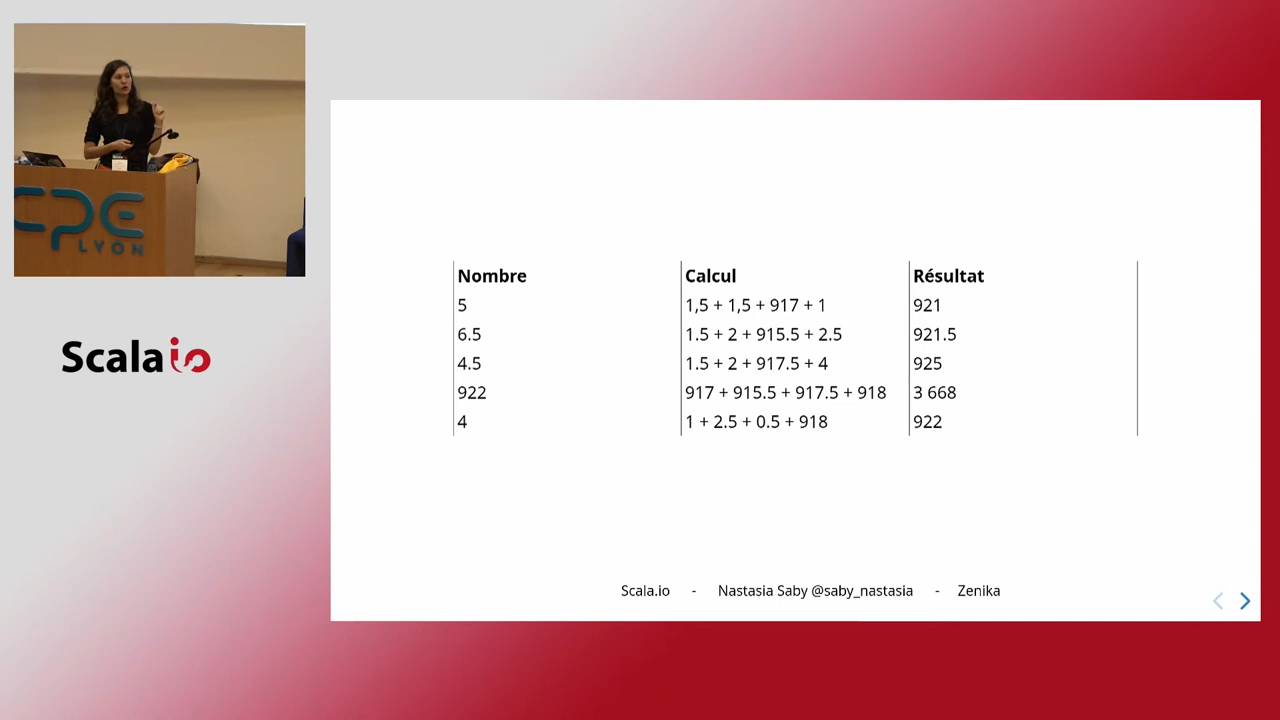 CPE
LYON
Scala.io
Nombre Calcul Résultat
5 1,5 + 1,5 + 917 + 1 921
6.5 1.5 + 2 + 915.5 + 2.5 921.5
4.5 1.5 + 2 + 917.5 + 4 925
922 917 + 915.5 + 917.5 + 918 3 668
4 1 + 2.5 + 0.5 + 918 922
Scala.io - Nastasia Saby @saby_nastasia - Zenika